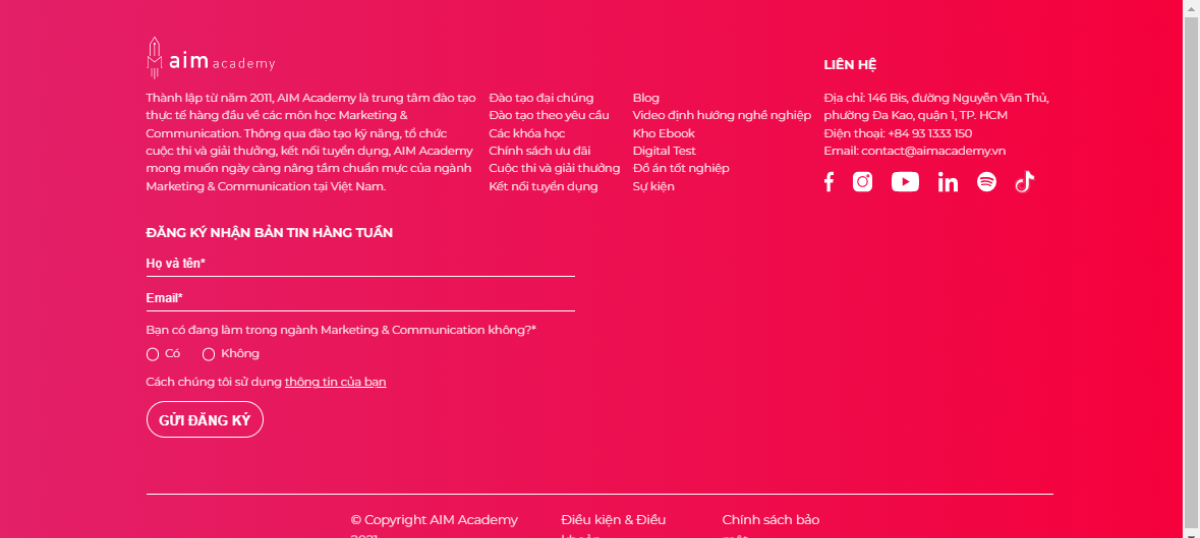 aim academy
Thành lập từ năm 2011, AIM Academy là trung tâm đào tạo
thực tế hàng đầu về các môn học Marketing &
Communication. Thông qua đào tạo kỹ năng, tổ chức
cuộc thi và giải thưởng, kết nối tuyển dụng, AIM Academy
mong muốn ngày càng nâng tầm chuẩn mực của ngành
Marketing & Communication tại Việt Nam.
Đào tạo đại chúng
Đào tạo theo yêu cầu
Các khóa học
Chính sách ưu đãi
Cuộc thi và giải thưởng
Kết nối tuyển dụng
Blog
Video định hướng nghề nghiệp
Kho Ebook
Digital Test
Đồ án tốt nghiệp
Sự kiện
LIÊN HỆ
Địa chỉ: 146 Bis, đường Nguyễn Văn Thủ,
phường Đa Kao, quận 1, TP. HCM
Điện thoại: +84 93 1333 150
Email: contact@aimacademy.vn
ĐĂNG KÝ NHẬN BẢN TIN HÀNG TUẦN
Họ và tên*
Email*
Bạn có đang làm trong ngành Marketing & Communication không?*
Có Không
Cách chúng tôi sử dụng thông tin của bạn
GỬI ĐĂNG KÝ
© Copyright AIM Academy
2021
Điều kiện & Điều
khoản
Chính sách bảo
mật